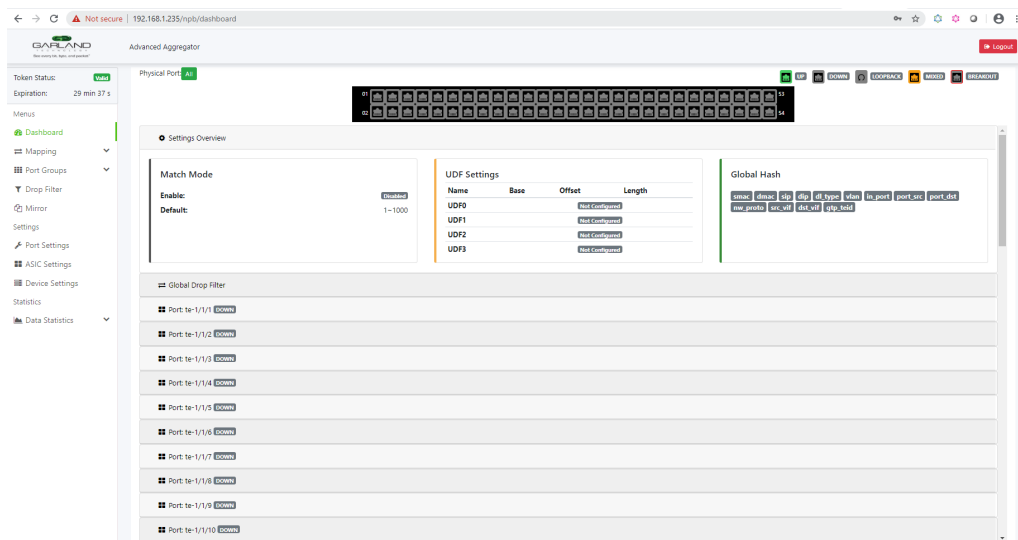 Not secure | 192.168.1.235/npb/dashboard
GARLAND
TECHNOLOGY
See every bit, byte, and packet®
Advanced Aggregator
Logout
Token Status: Valid
Expiration: 29 min 37 s
Menus
Dashboard
Mapping
Port Groups
Drop Filter
Mirror
Settings
Port Settings
ASIC Settings
Device Settings
Statistics
Data Statistics
Physical Port: All
UP DOWN LOOPBACK MIXED BREAKOUT
01 53
02 54
Settings Overview
Match Mode
Enable: Disabled
Default: 1~1000
UDF Settings
Name Base Offset Length
UDF0 Not Configured
UDF1 Not Configured
UDF2 Not Configured
UDF3 Not Configured
Global Hash
smac dmac sip dip dl_type vlan in_port port_src port_dst
nw_proto src_vif dst_vif gtp_teid
Global Drop Filter
Port: te-1/1/1 DOWN
Port: te-1/1/2 DOWN
Port: te-1/1/3 DOWN
Port: te-1/1/4 DOWN
Port: te-1/1/5 DOWN
Port: te-1/1/6 DOWN
Port: te-1/1/7 DOWN
Port: te-1/1/8 DOWN
Port: te-1/1/9 DOWN
Port: te-1/1/10 DOWN